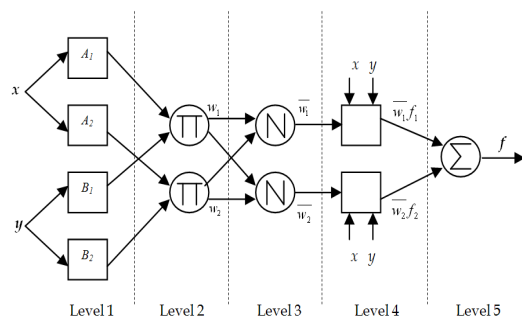 x
y
A₁
A₂
B₁
B₂
Π
Π
w₁
w₂
N
N
w̅₁
w̅₂
x y
x y
w̅₁f₁
w̅₂f₂
Σ
f
Level 1 Level 2 Level 3 Level 4 Level 5